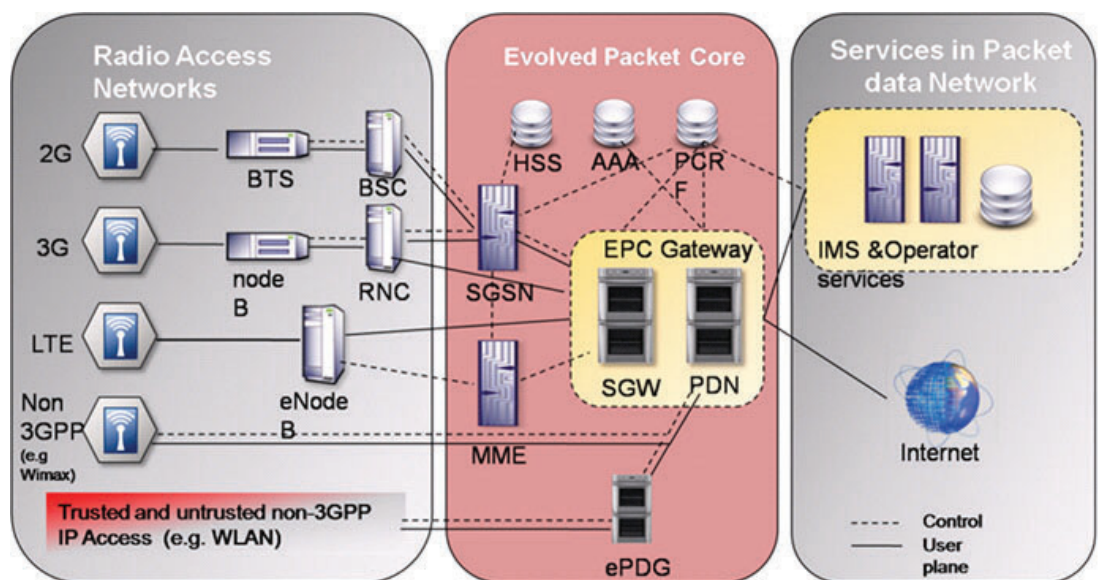 Radio Access
Networks
2G
BTS
BSC
3G
node
B
RNC
LTE
eNode
B
Non
3GPP
(e.g
Wimax)
Trusted and untrusted non-3GPP
IP Access (e.g. WLAN)
Evolved Packet Core
HSS
AAA
PCR
F
SGSN
EPC Gateway
SGW
PDN
MME
ePDG
Services in Packet
data Network
IMS &Operator
services
Internet
Control
User
plane